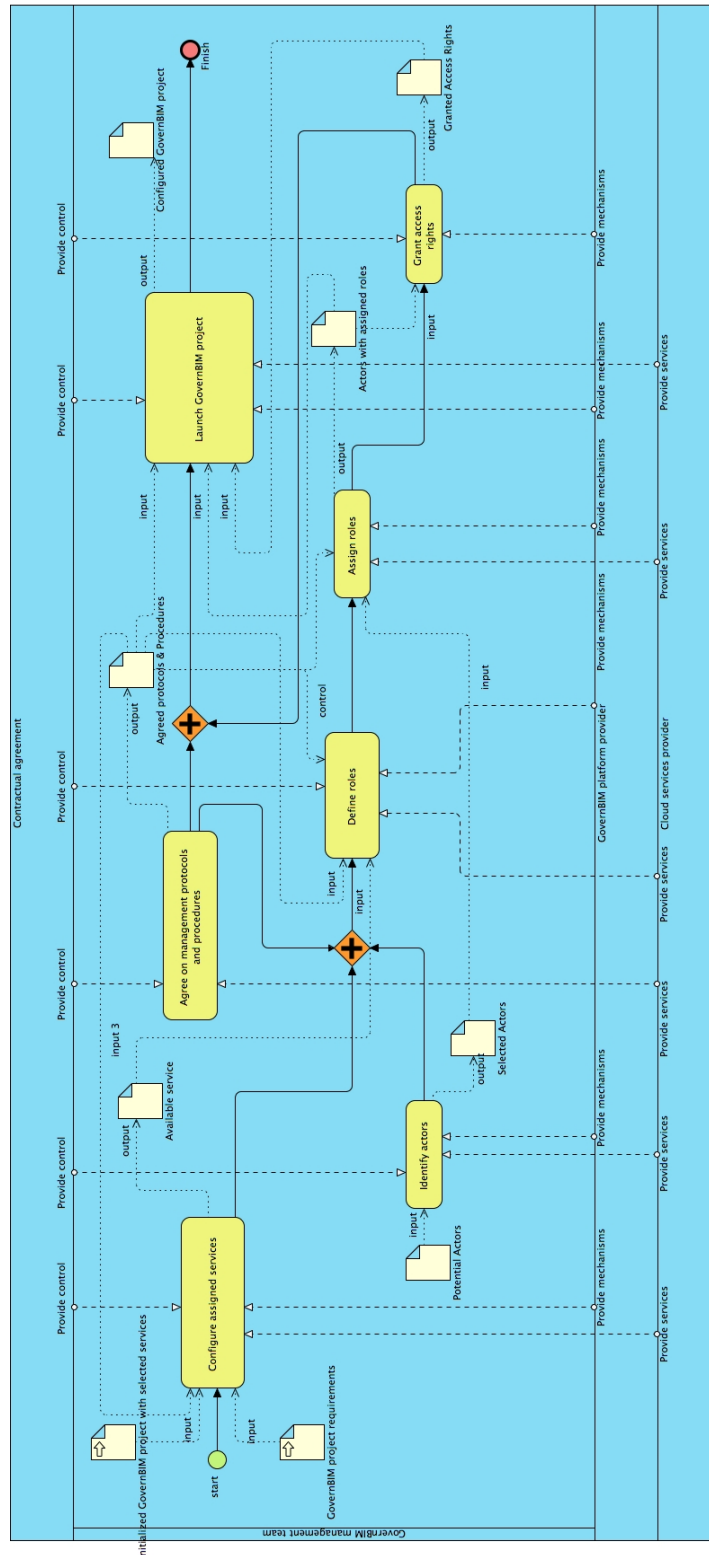 Contractual agreement
Provide control
Provide control
Provide control
Provide control
Provide control
Provide control
nitialized GovernBIM project with selected services
input 3
output
Available service
output
Agreed protocols & Procedures
input
output
Configured GovernBIM project
input
Configure assigned services
Agree on management protocols
and procedures
input
Launch GovernBIM project
Finish
start
input
input
GovernBIM project requirements
GovernBIM management team
input
input
Define roles
control
Assign roles
output
Actors with assigned roles
input
Potential Actors
Identify actors
output
Selected Actors
input
input
Grant access
rights
output
Granted Access Rights
Provide mechanisms
Provide mechanisms
GovernBIM platform provider
Provide mechanisms
Provide mechanisms
Provide mechanisms
Provide mechanisms
Provide services
Provide services
Provide services
Provide services
Cloud services provider
Provide services
Provide services